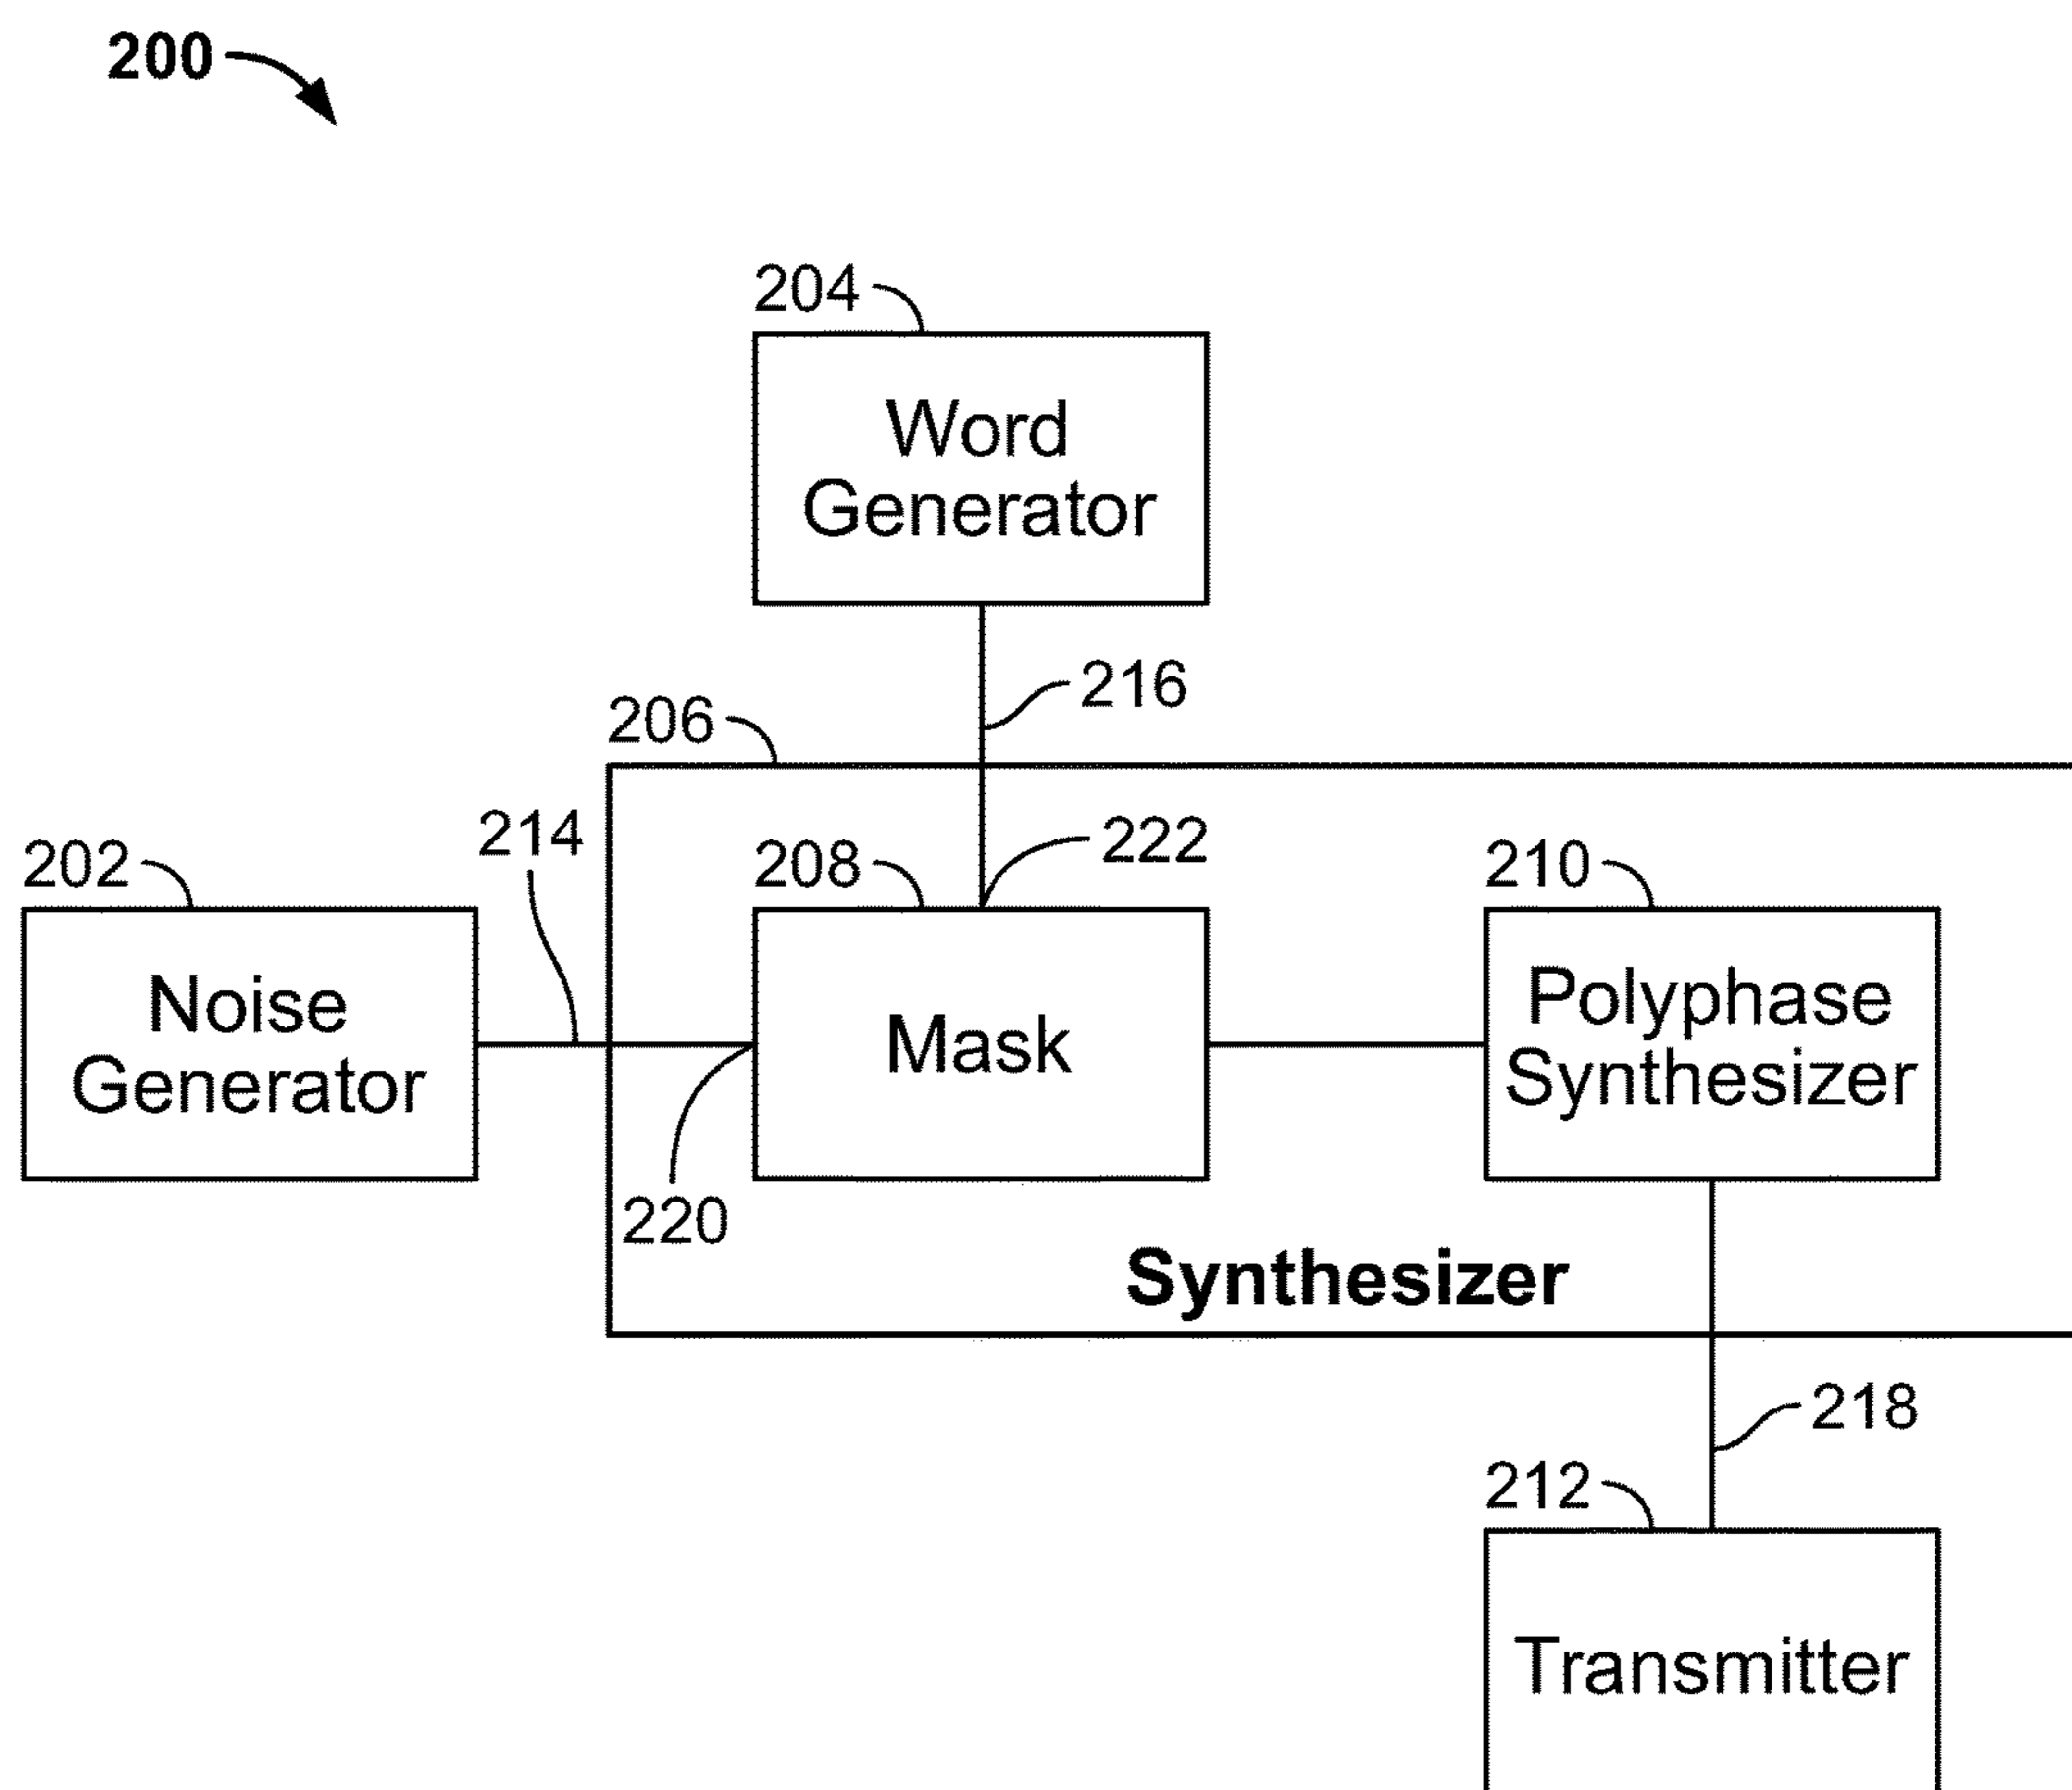 200
204
Word
Generator
216
206
214
222
202
208
210
Noise
Generator
Mask
Polyphase
Synthesizer
220
Synthesizer
218
212
Transmitter